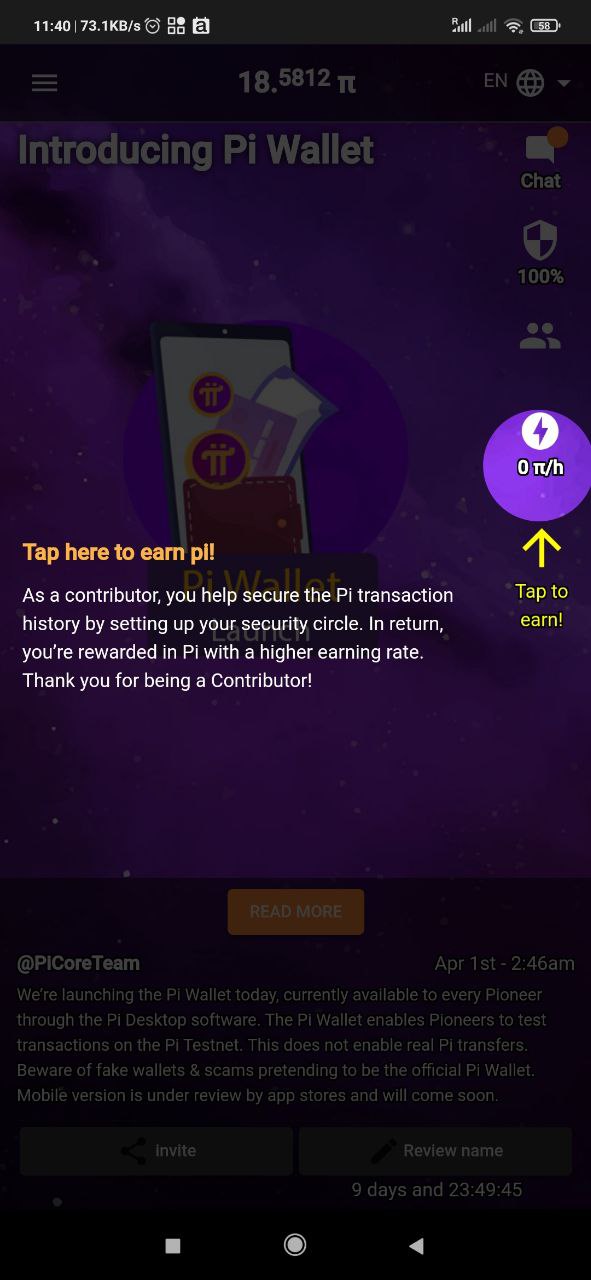 11:40 | 73.1KB/s
R
58
18.5812 π
EN
Introducing Pi Wallet
Chat
100%
0 π/h
Tap to
earn!
Tap here to earn pi!
As a contributor, you help secure the Pi transaction
history by setting up your security circle. In return,
you’re rewarded in Pi with a higher earning rate.
Thank you for being a Contributor!
Pi Wallet
Launch
READ MORE
@PiCoreTeam
Apr 1st - 2:46am
We’re launching the Pi Wallet today, currently available to every Pioneer
through the Pi Desktop software. The Pi Wallet enables Pioneers to test
transactions on the Pi Testnet. This does not enable real Pi transfers.
Beware of fake wallets & scams pretending to be the official Pi Wallet.
Mobile version is under review by app stores and will come soon.
Invite
Review name
9 days and 23:49:45